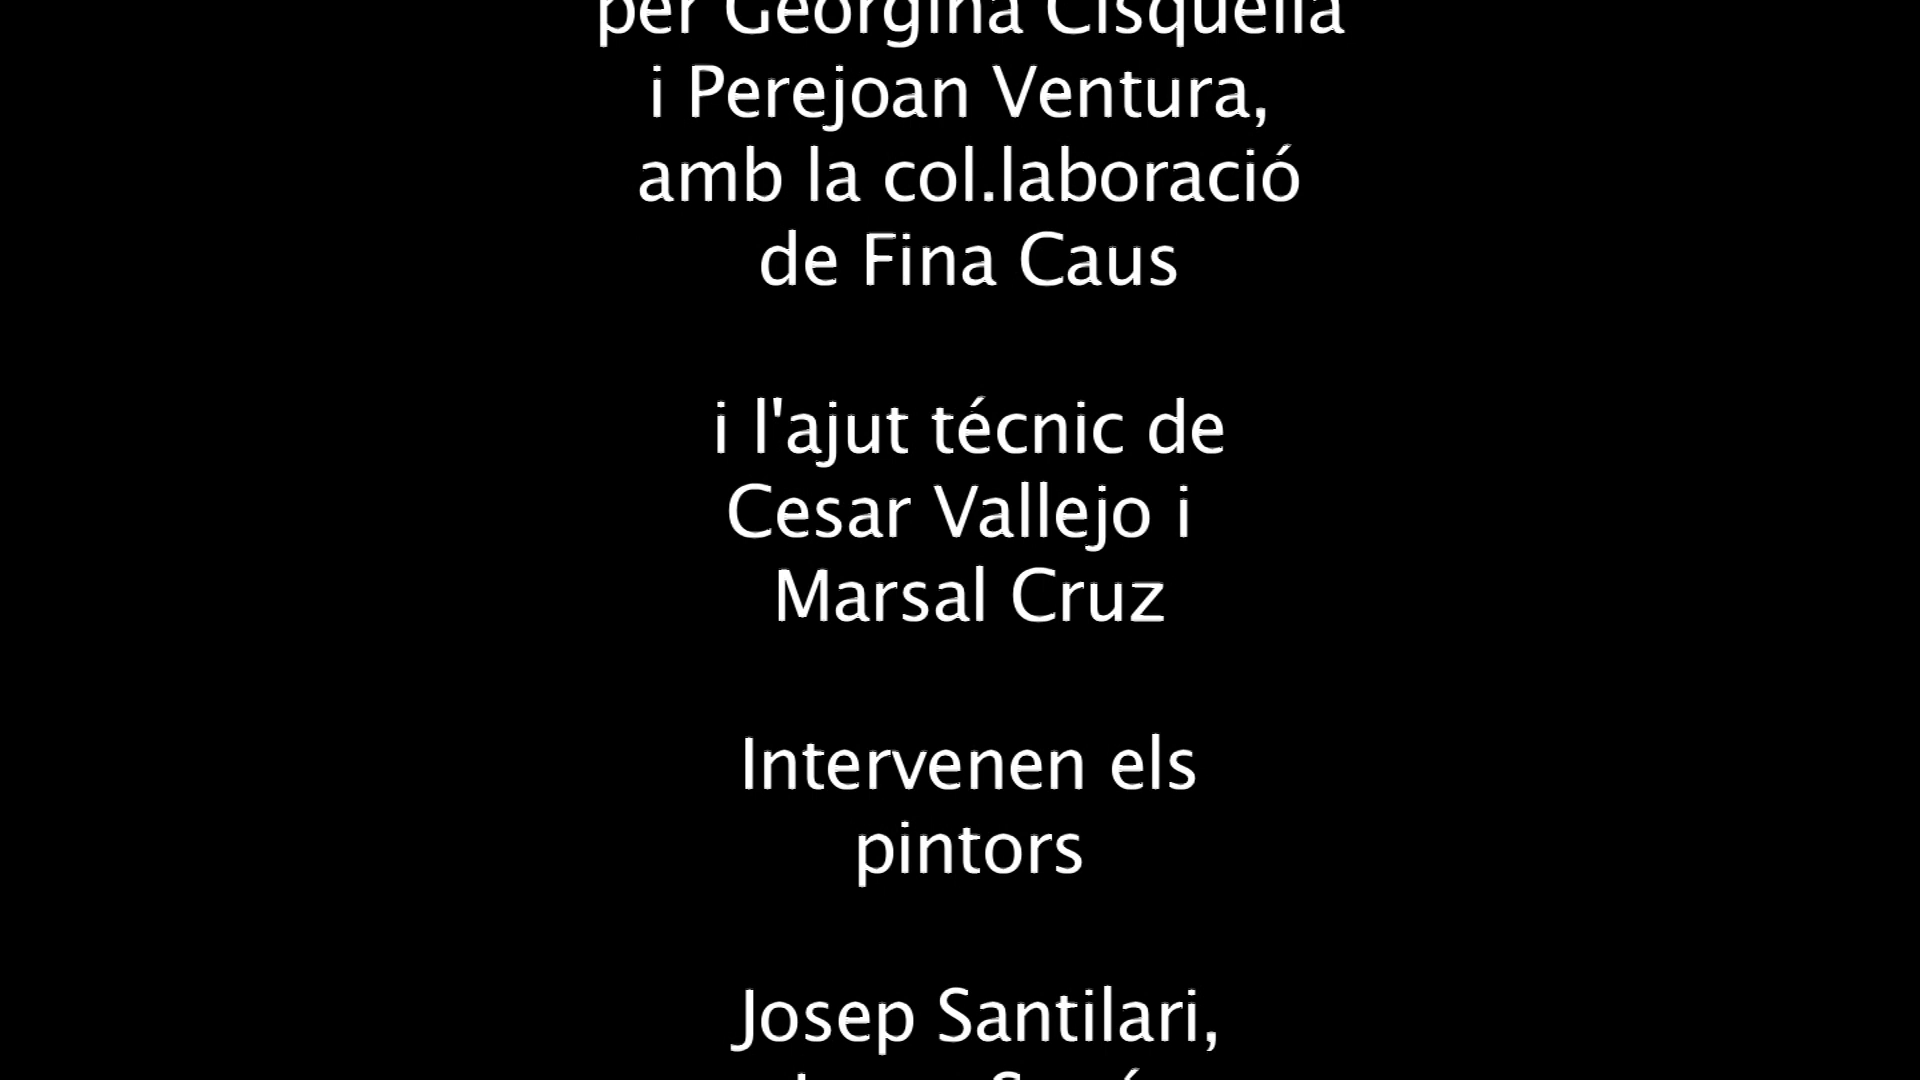 per Georgina Cisquella
i Perejoan Ventura,
amb la col.laboració
de Fina Caus
i l'ajut técnic de
Cesar Vallejo i
Marsal Cruz
Intervenen els
pintors
Josep Santilari,